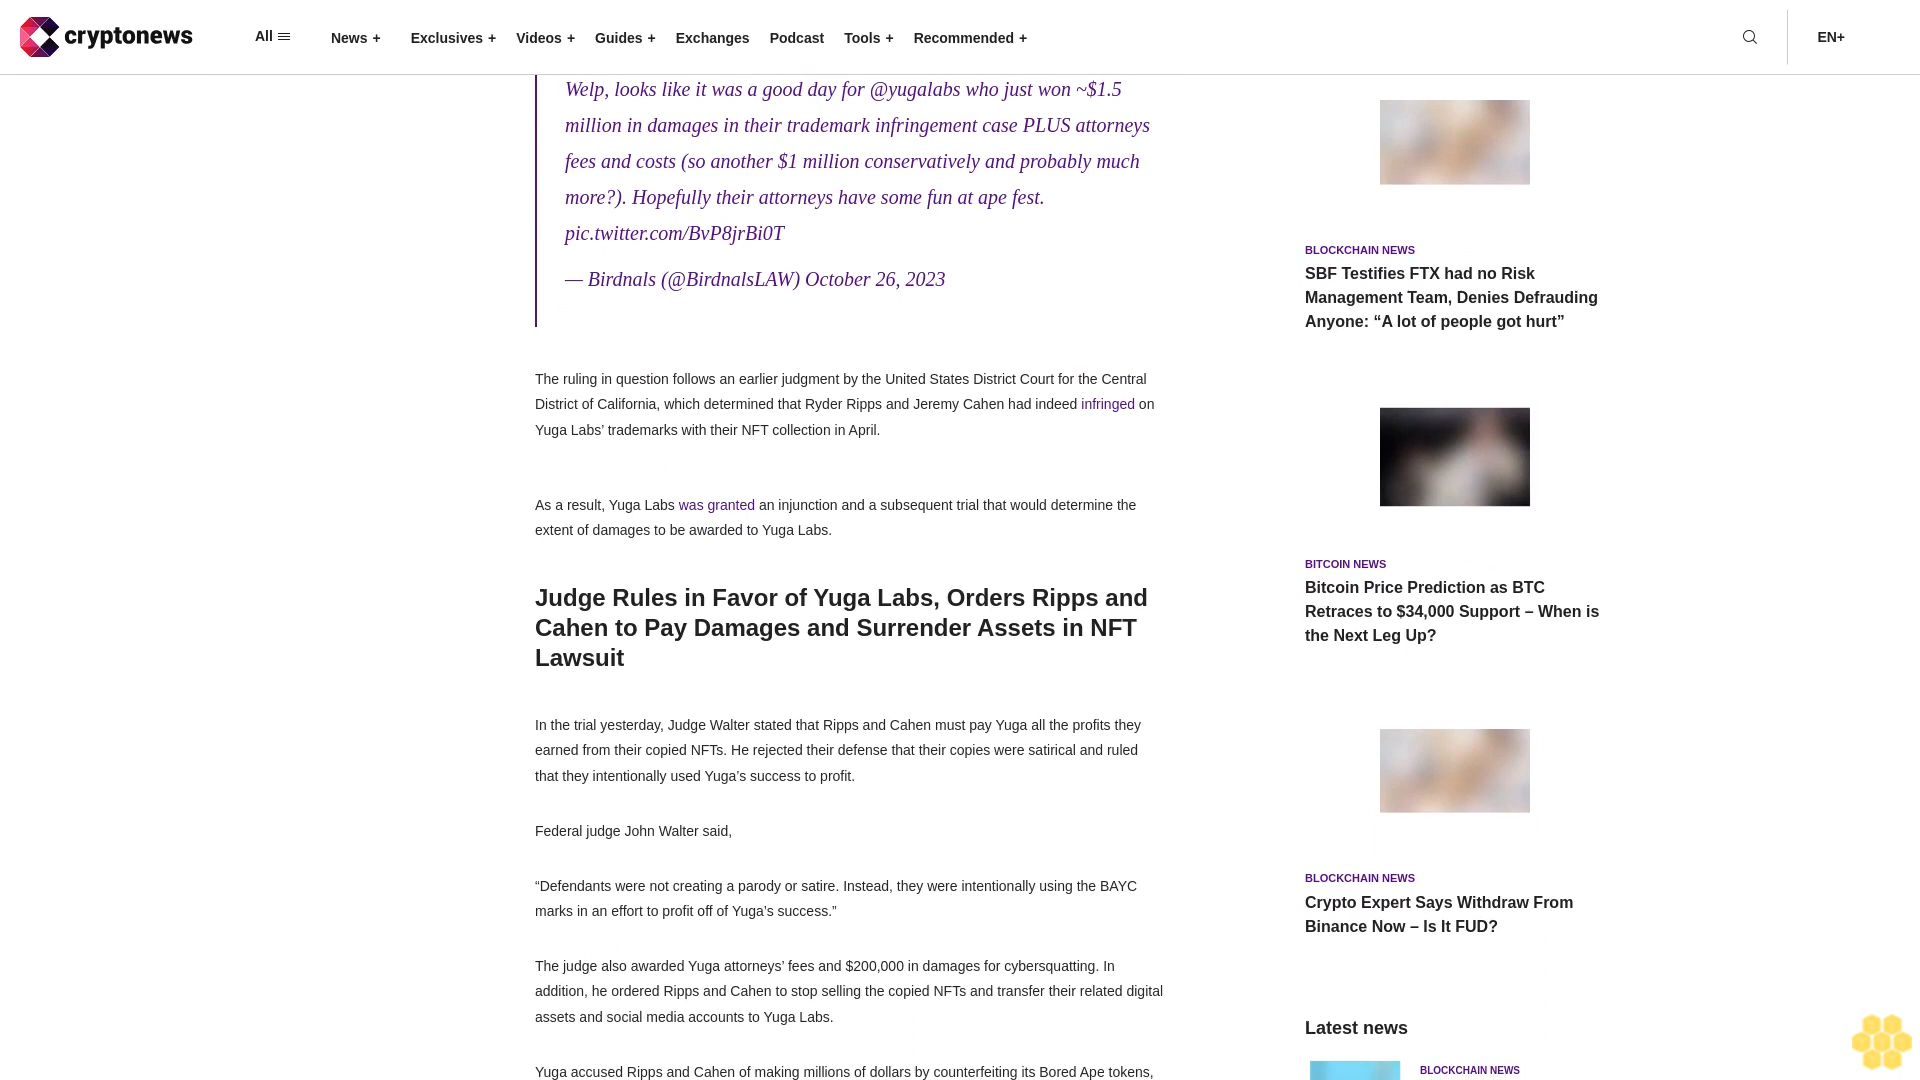 cryptonews
All
News +
Exclusives +
Videos +
Guides +
Exchanges
Podcast
Tools +
Recommended +
EN+
Welp, looks like it was a good day for @yugalabs who just won ~$1.5
million in damages in their trademark infringement case PLUS attorneys
fees and costs (so another $1 million conservatively and probably much
more?). Hopefully their attorneys have some fun at ape fest.
pic.twitter.com/BvP8jrBi0T
— Birdnals (@BirdnalsLAW) October 26, 2023
The ruling in question follows an earlier judgment by the United States District Court for the Central
District of California, which determined that Ryder Ripps and Jeremy Cahen had indeed infringed on
Yuga Labs’ trademarks with their NFT collection in April.
As a result, Yuga Labs was granted an injunction and a subsequent trial that would determine the
extent of damages to be awarded to Yuga Labs.
Judge Rules in Favor of Yuga Labs, Orders Ripps and
Cahen to Pay Damages and Surrender Assets in NFT
Lawsuit
In the trial yesterday, Judge Walter stated that Ripps and Cahen must pay Yuga all the profits they
earned from their copied NFTs. He rejected their defense that their copies were satirical and ruled
that they intentionally used Yuga’s success to profit.
Federal judge John Walter said,
“Defendants were not creating a parody or satire. Instead, they were intentionally using the BAYC
marks in an effort to profit off of Yuga’s success.”
The judge also awarded Yuga attorneys’ fees and $200,000 in damages for cybersquatting. In
addition, he ordered Ripps and Cahen to stop selling the copied NFTs and transfer their related digital
assets and social media accounts to Yuga Labs.
Yuga accused Ripps and Cahen of making millions of dollars by counterfeiting its Bored Ape tokens,
BLOCKCHAIN NEWS
SBF Testifies FTX had no Risk
Management Team, Denies Defrauding
Anyone: “A lot of people got hurt”
BITCOIN NEWS
Bitcoin Price Prediction as BTC
Retraces to $34,000 Support – When is
the Next Leg Up?
BLOCKCHAIN NEWS
Crypto Expert Says Withdraw From
Binance Now – Is It FUD?
Latest news
BLOCKCHAIN NEWS